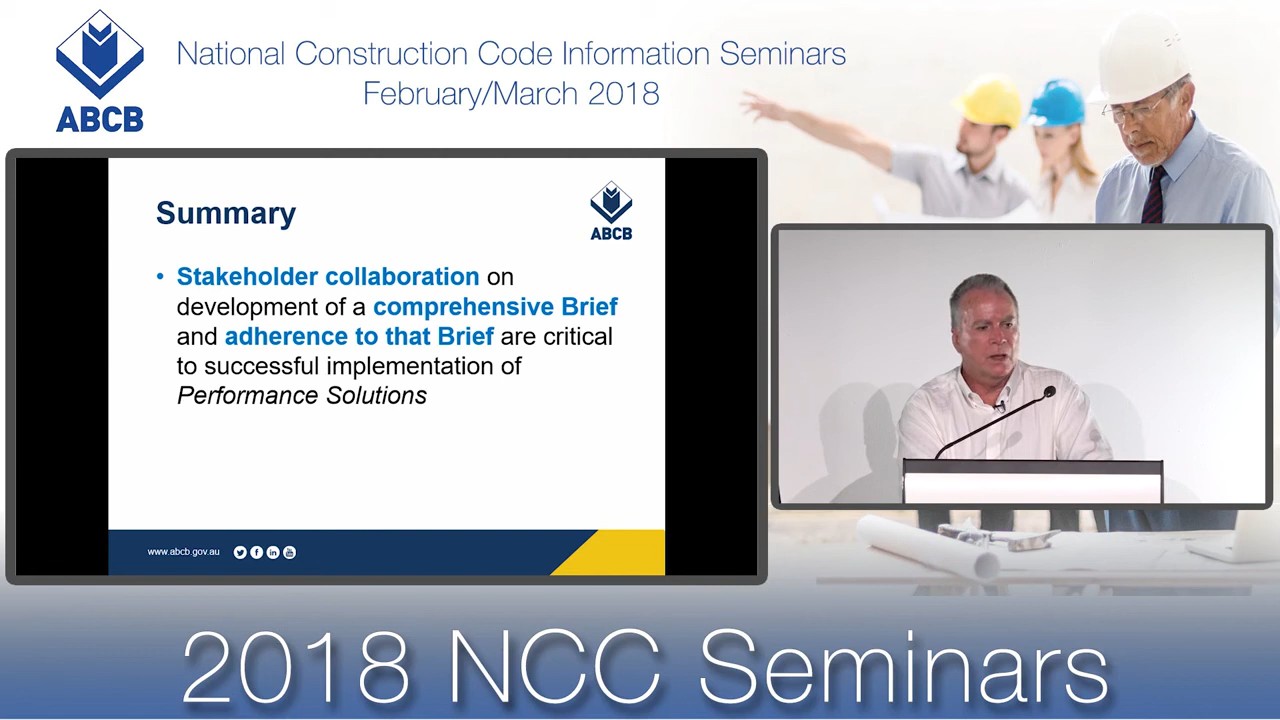 ABCB
National Construction Code Information Seminars
February/March 2018
Summary
ABCB
• Stakeholder collaboration on
development of a comprehensive Brief
and adherence to that Brief are critical
to successful implementation of
Performance Solutions
www.abcb.gov.au
2018 NCC Seminars